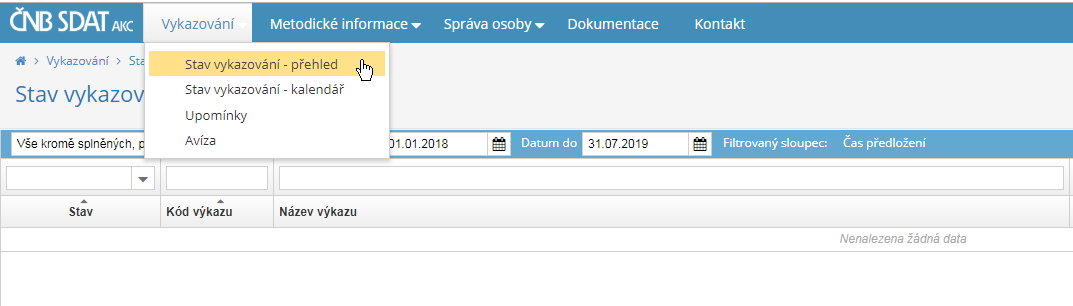 ČNB SDAT AKC Vykazování Metodické informace Správa osoby Dokumentace Kontakt
Vykazování
Stav vykazování - přehled
Stav vykazování - kalendář
Upomínky
Avíza
Stav vykazov
Vše kromě splněných, p 01.01.2018 Datum do 31.07.2019 Filtrovaný sloupec: Čas předložení
Stav Kód výkazu Název výkazu
Nenalezena žádná data